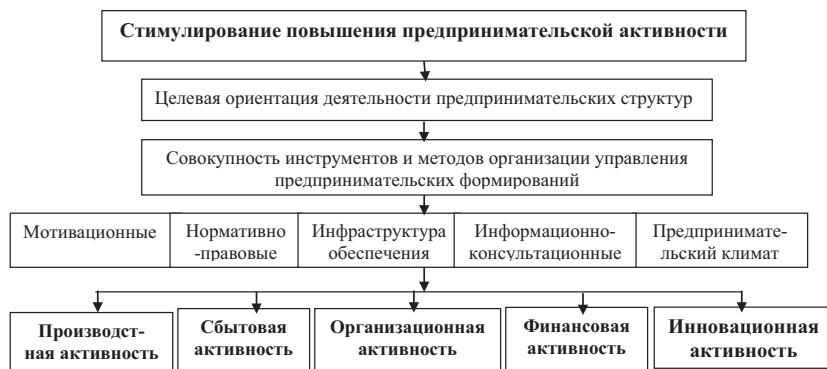 Стимулирование повышения предпринимательской активности
Целевая ориентация деятельности предпринимательских структур
Совокупность инструментов и методов организации управления
предпринимательских формирований
Мотивационные
Нормативно
-правовые
Инфраструктура
обеспечения
Информационно-
консультационные
Предпринимате-
льский климат
Производст-
ная активность
Сбытовая
активность
Организационная
активность
Финансовая
активность
Инновационная
активность